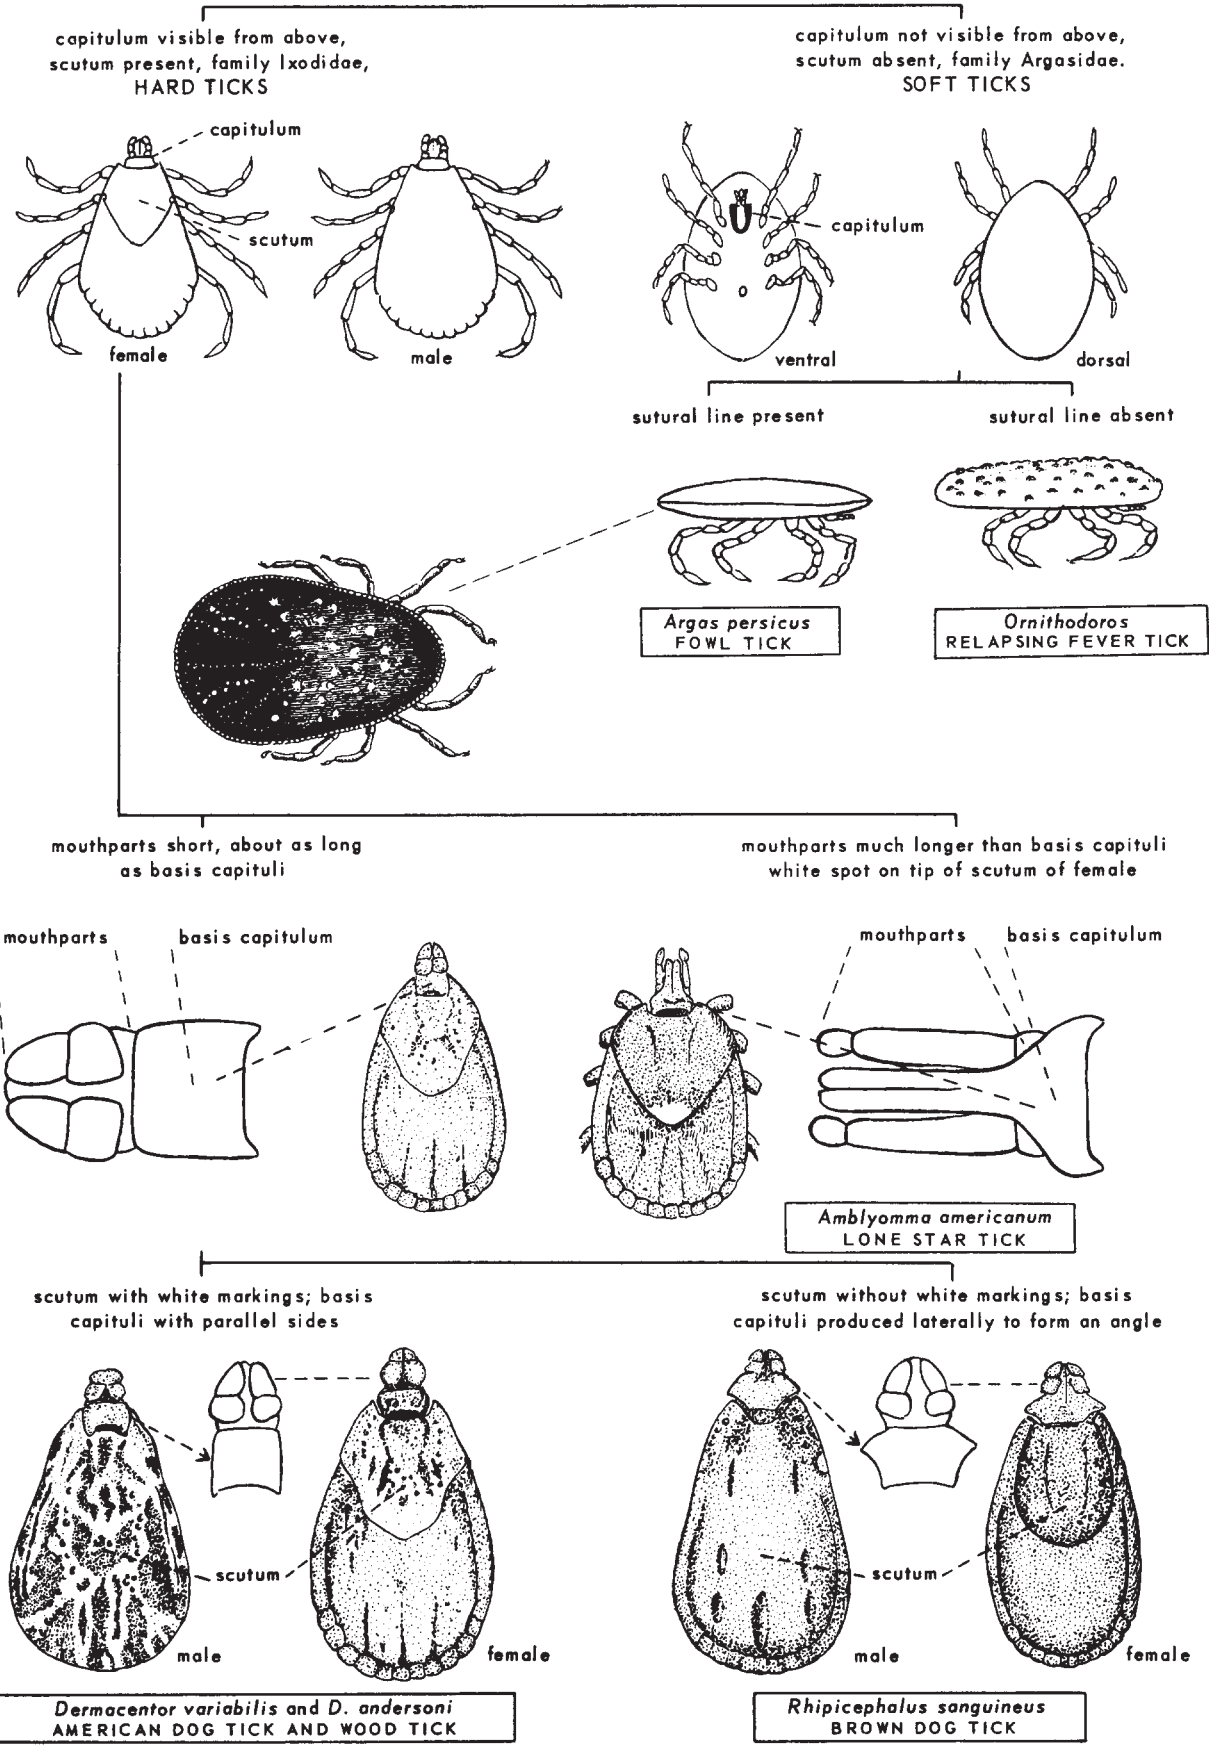 capitulum visible from above,
scutum present, family Ixodidae,
HARD TICKS
capitulum not visible from above,
scutum absent, family Argasidae.
SOFT TICKS
capitulum
scutum
capitulum
female
male
ventral
dorsal
sutural line present
sutural line absent
Argas persicus
FOWL TICK
Ornithodoros
RELAPSING FEVER TICK
mouthparts short, about as long
as basis capituli
mouthparts much longer than basis capituli
white spot on tip of scutum of female
mouthparts
basis capitulum
mouthparts
basis capitulum
Amblyomma americanum
LONE STAR TICK
scutum with white markings; basis
capituli with parallel sides
scutum without white markings; basis
capituli produced laterally to form an angle
scutum
male
female
scutum
male
female
Dermacentor variabilis and D. andersoni
AMERICAN DOG TICK AND WOOD TICK
Rhipicephalus sanguineus
BROWN DOG TICK